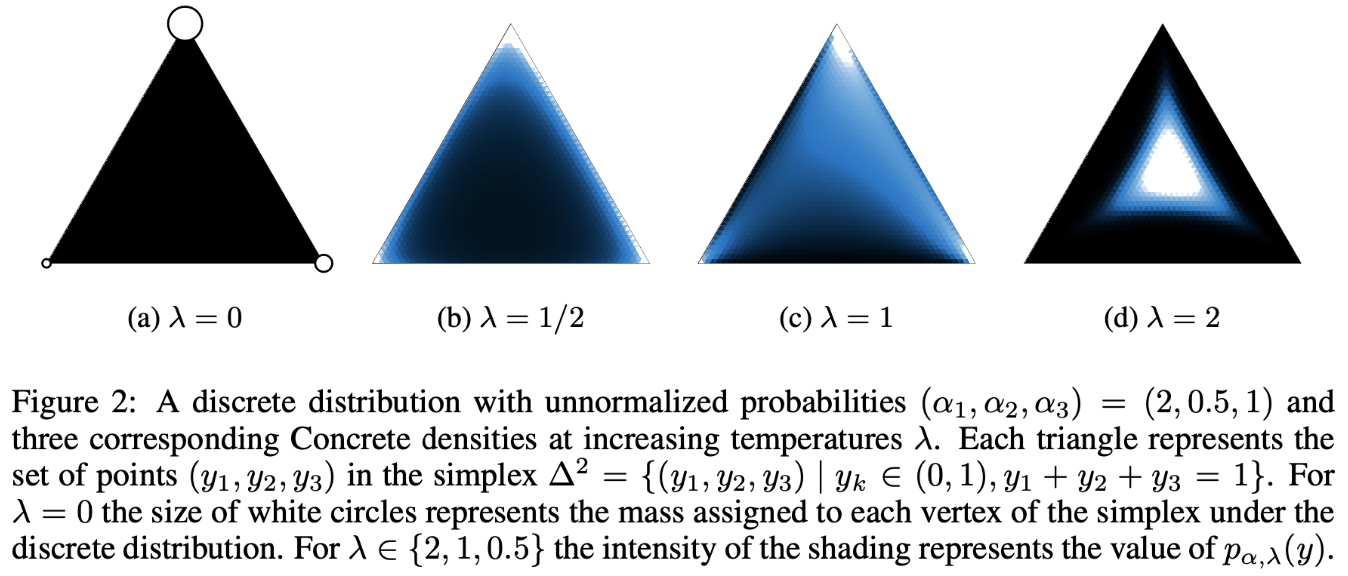 (a) λ = 0
(b) λ = 1/2
(c) λ = 1
(d) λ = 2
Figure 2: A discrete distribution with unnormalized probabilities (α₁, α₂, α₃) = (2, 0.5, 1) and
three corresponding Concrete densities at increasing temperatures λ. Each triangle represents the
set of points (y₁, y₂, y₃) in the simplex Δ² = {(y₁, y₂, y₃) | yₖ ∈ (0, 1), y₁ + y₂ + y₃ = 1}. For
λ = 0 the size of white circles represents the mass assigned to each vertex of the simplex under the
discrete distribution. For λ ∈ {2, 1, 0.5} the intensity of the shading represents the value of p_{α,λ}(y).